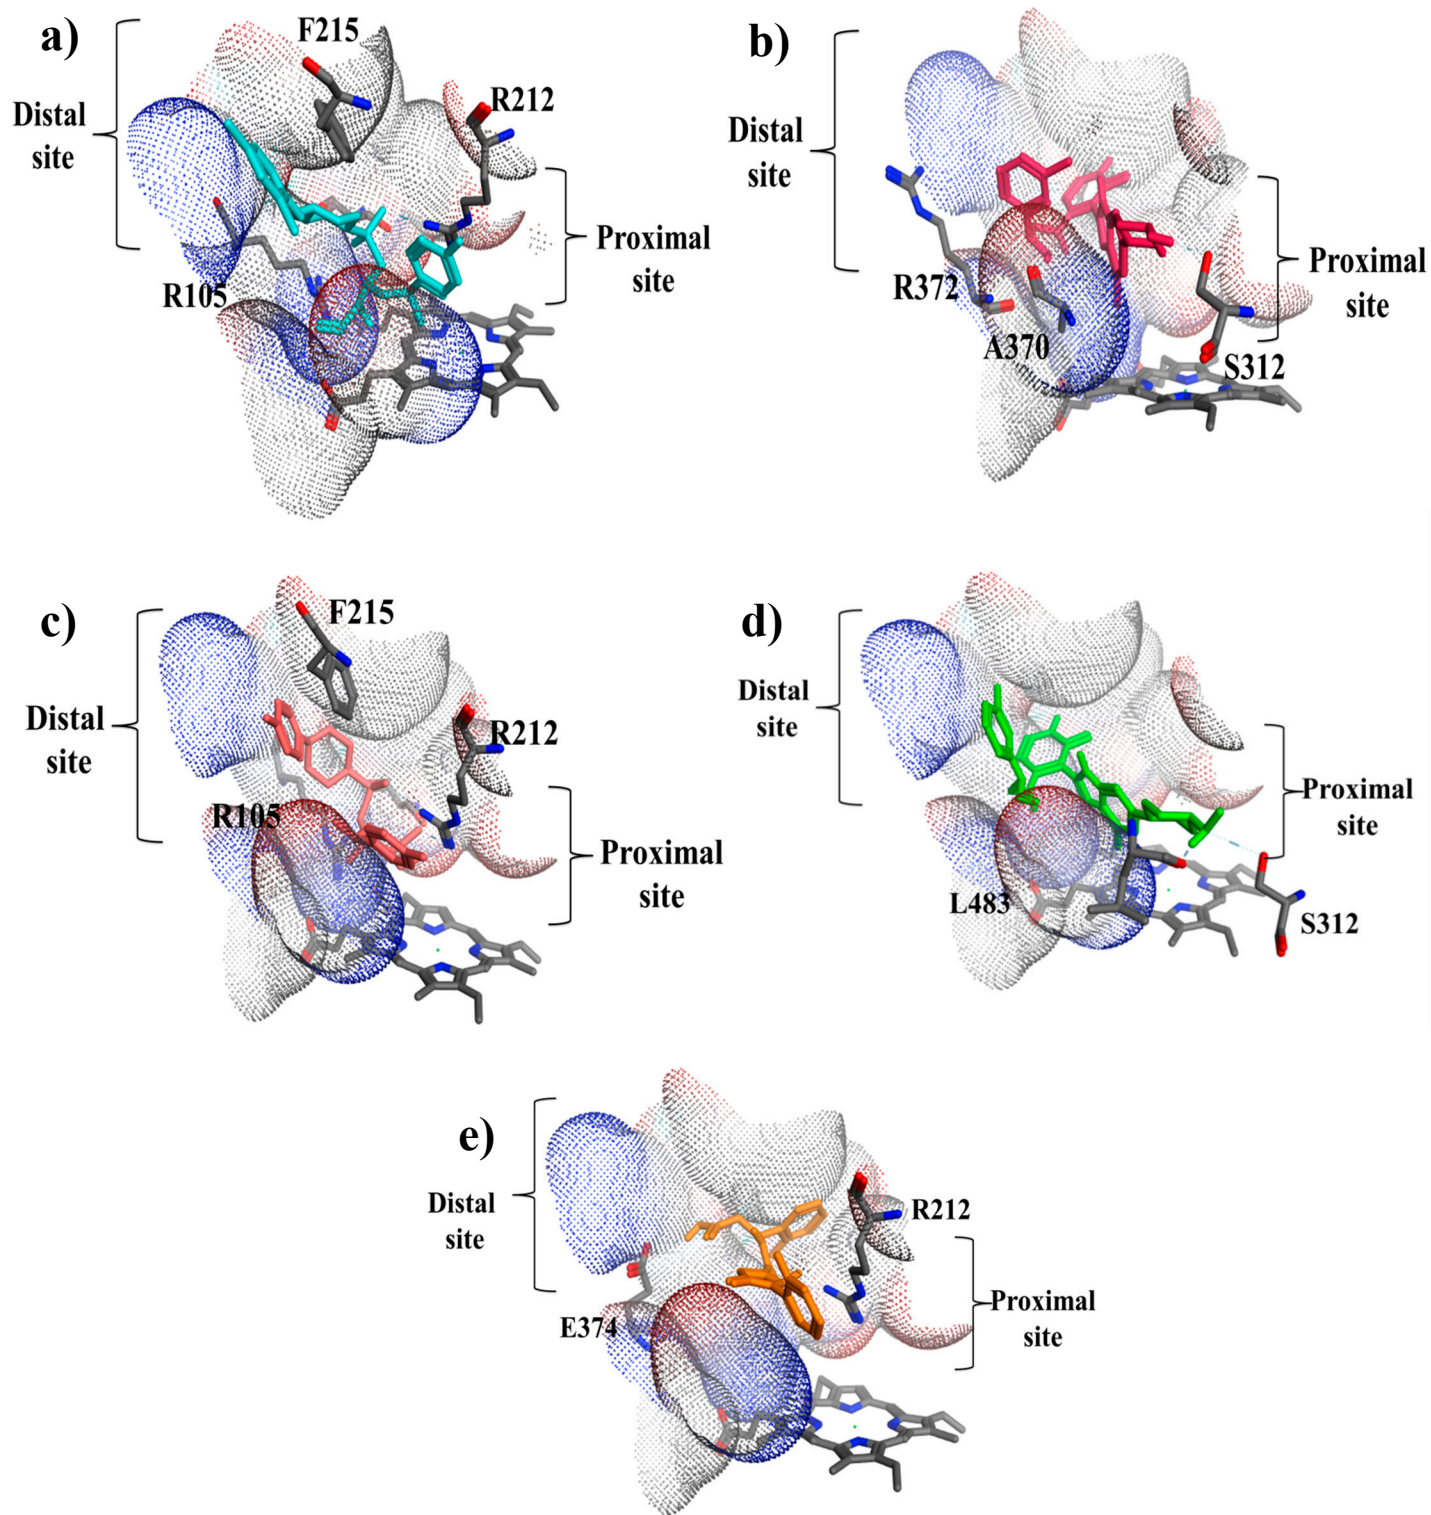 a)
F215
Distal
site
R212
R105
Proximal
site
b)
Distal
site
R372
A370
S312
Proximal
site
c)
F215
Distal
site
R212
R105
Proximal
site
d)
Distal
site
L483
S312
Proximal
site
e)
Distal
site
R212
E374
Proximal
site